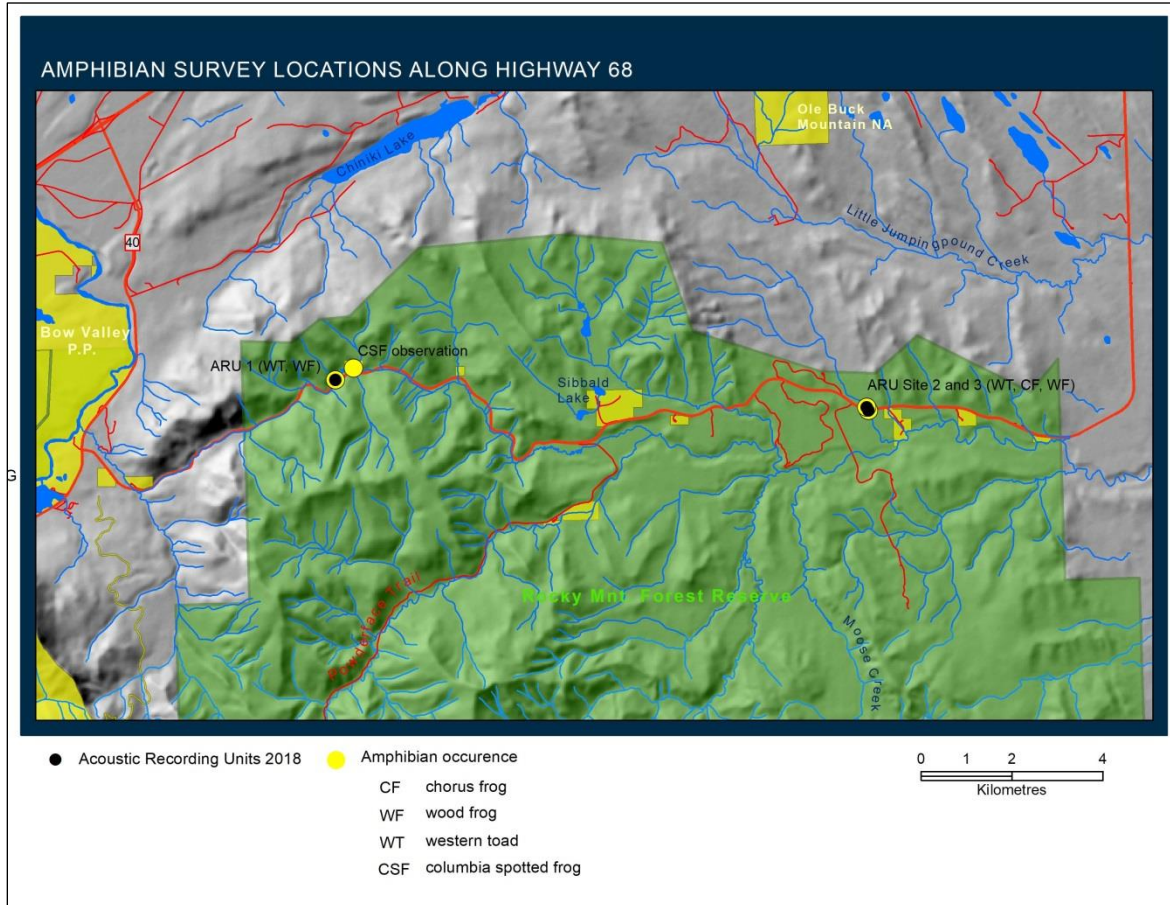 AMPHIBIAN SURVEY LOCATIONS ALONG HIGHWAY 68
Ole Buck
Mountain NA
Chiniki Lake
40
Little Jumpingpound Creek
Bow Valley
P.P.
CSF observation
ARU 1 (WT, WF)
Sibbald
Lake
ARU Site 2 and 3 (WT, CF, WF)
G
Powderface Trail
Rocky Mnt. Forest Reserve
Moose Creek
Acoustic Recording Units 2018
Amphibian occurence
CF chorus frog
WF wood frog
WT western toad
CSF columbia spotted frog
0 1 2 4
Kilometres